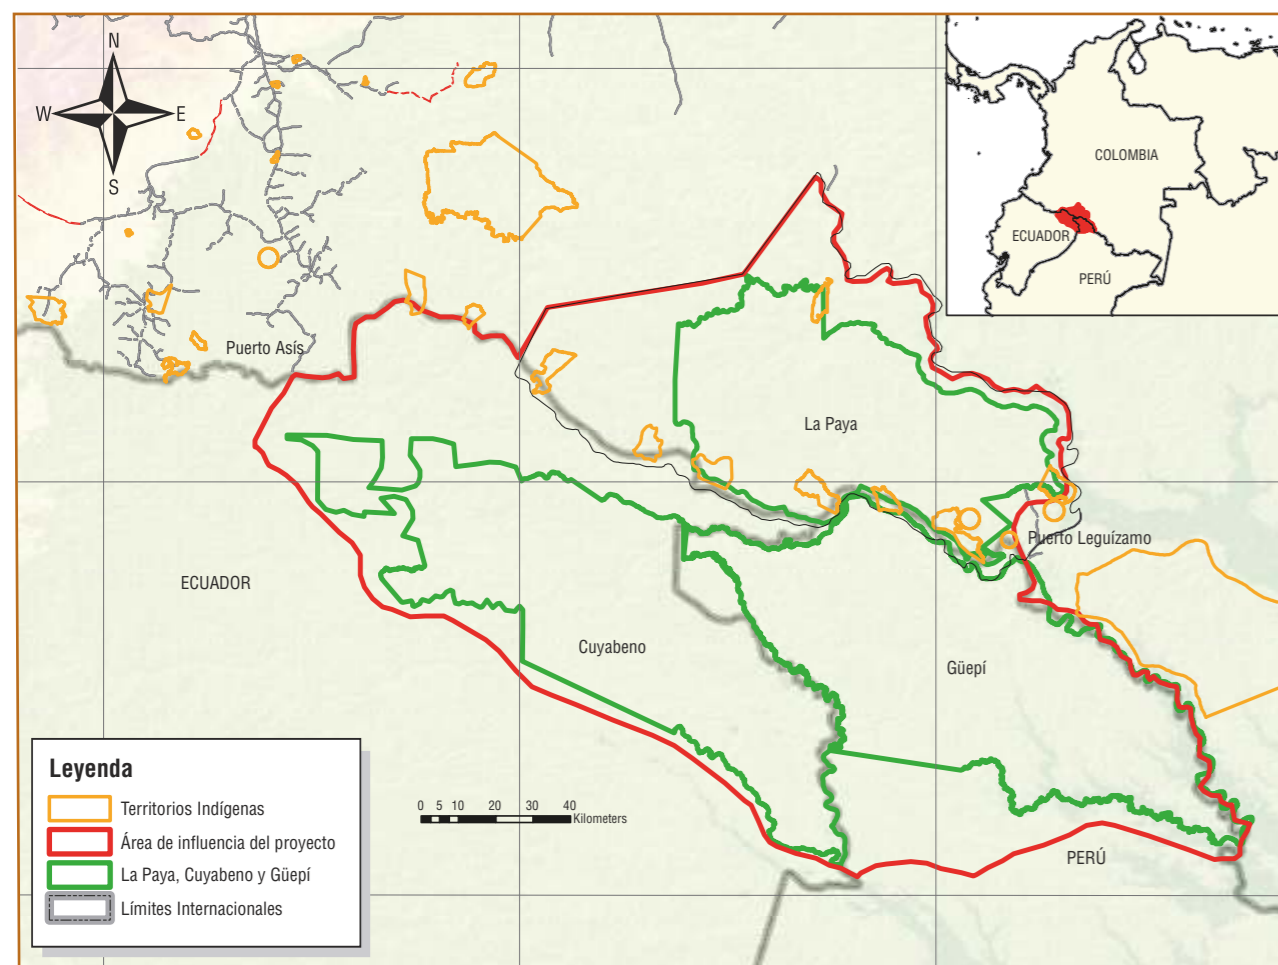 N
W
E
S
COLOMBIA
ECUADOR
PERÚ
Puerto Asís
La Paya
Puerto Leguízamo
ECUADOR
Cuyabeno
Güepí
PERÚ
Leyenda
Territorios Indígenas
Área de influencia del proyecto
La Paya, Cuyabeno y Güepí
Límites Internacionales
0 5 10 20 30 40
Kilometers